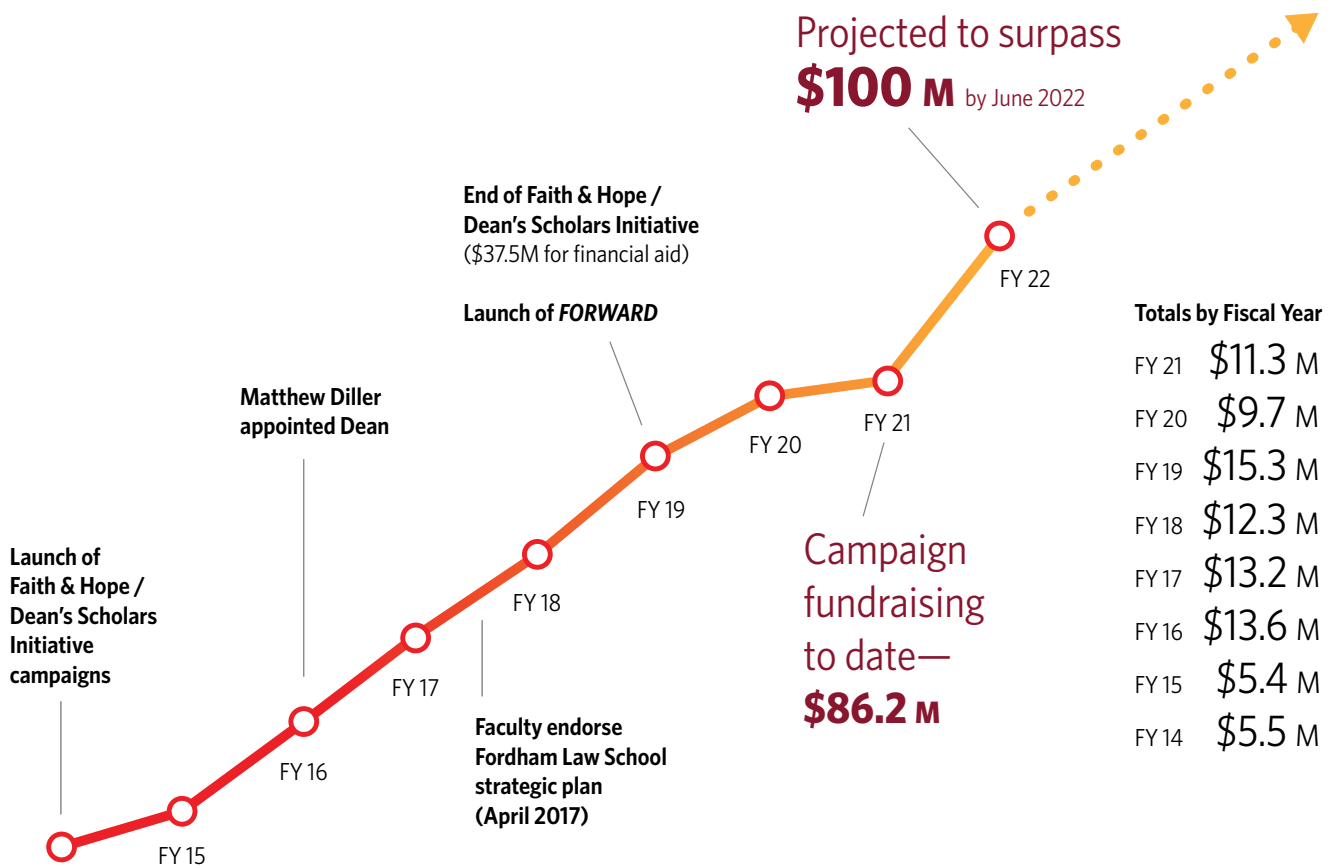 Projected to surpass
$100 M by June 2022
End of Faith & Hope /
Dean's Scholars Initiative
($37.5M for financial aid)
Launch of FORWARD
Matthew Diller
appointed Dean
Launch of
Faith & Hope /
Dean's Scholars
Initiative
campaigns
FY 15
FY 16
FY 17
FY 18
FY 19
FY 20
FY 21
FY 22
Faculty endorse
Fordham Law School
strategic plan
(April 2017)
Campaign
fundraising
to date—
$86.2 M
Totals by Fiscal Year
FY 21 $11.3 M
FY 20 $9.7 M
FY 19 $15.3 M
FY 18 $12.3 M
FY 17 $13.2 M
FY 16 $13.6 M
FY 15 $5.4 M
FY 14 $5.5 M